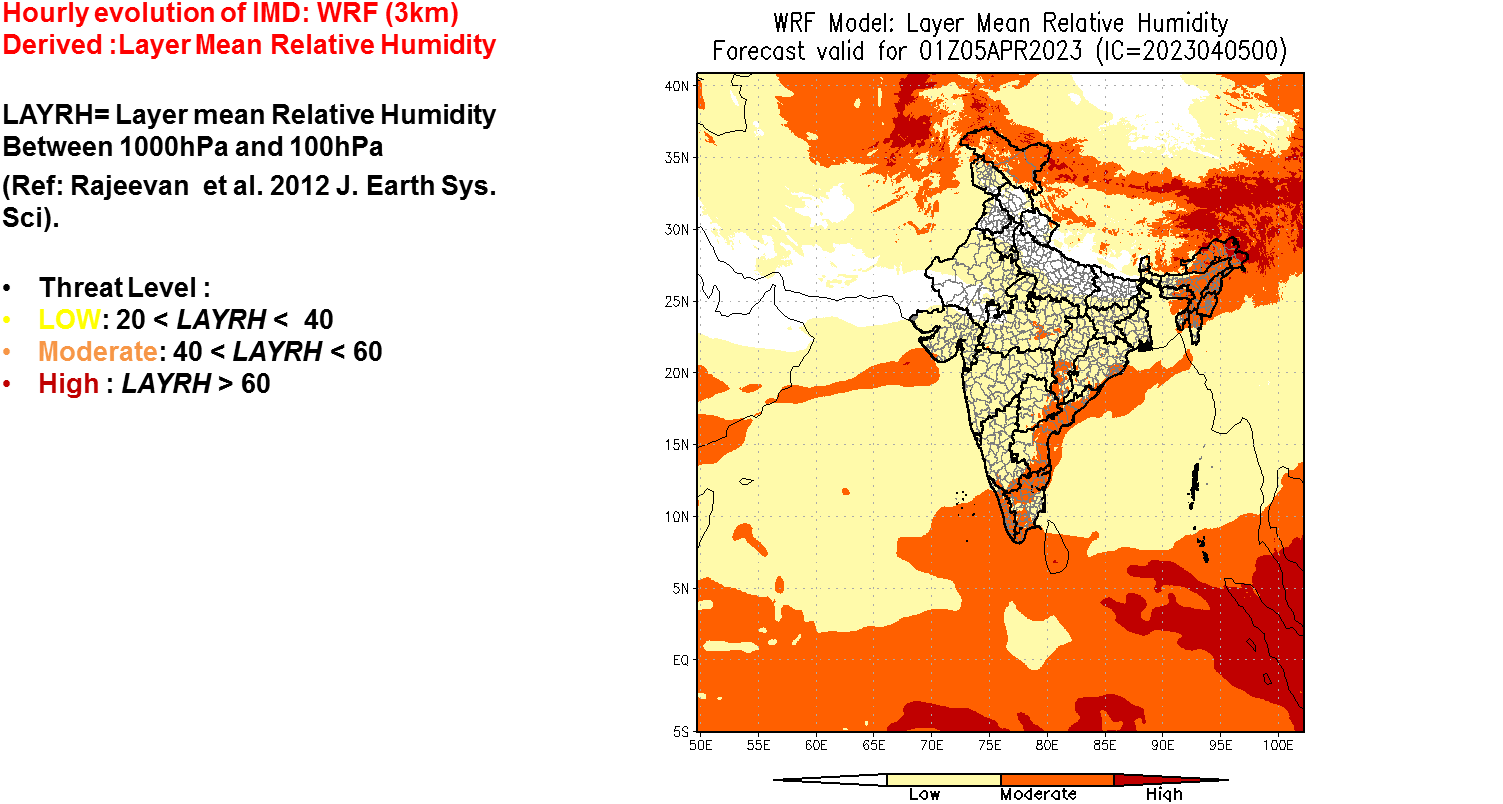 Hourly evolution of IMD: WRF (3km)
Derived :Layer Mean Relative Humidity
LAYRH= Layer mean Relative Humidity
Between 1000hPa and 100hPa
(Ref: Rajeevan et al. 2012 J. Earth Sys.
Sci).
• Threat Level :
• LOW: 20 < LAYRH < 40
• Moderate: 40 < LAYRH < 60
• High : LAYRH > 60
WRF Model: Layer Mean Relative Humidity
Forecast valid for 01Z05APR2023 (IC=2023040500)
40N
35N
30N
25N
20N
15N
10N
5N
EQ
5S
50E 55E 60E 65E 70E 75E 80E 85E 90E 95E 100E
Low Moderate High